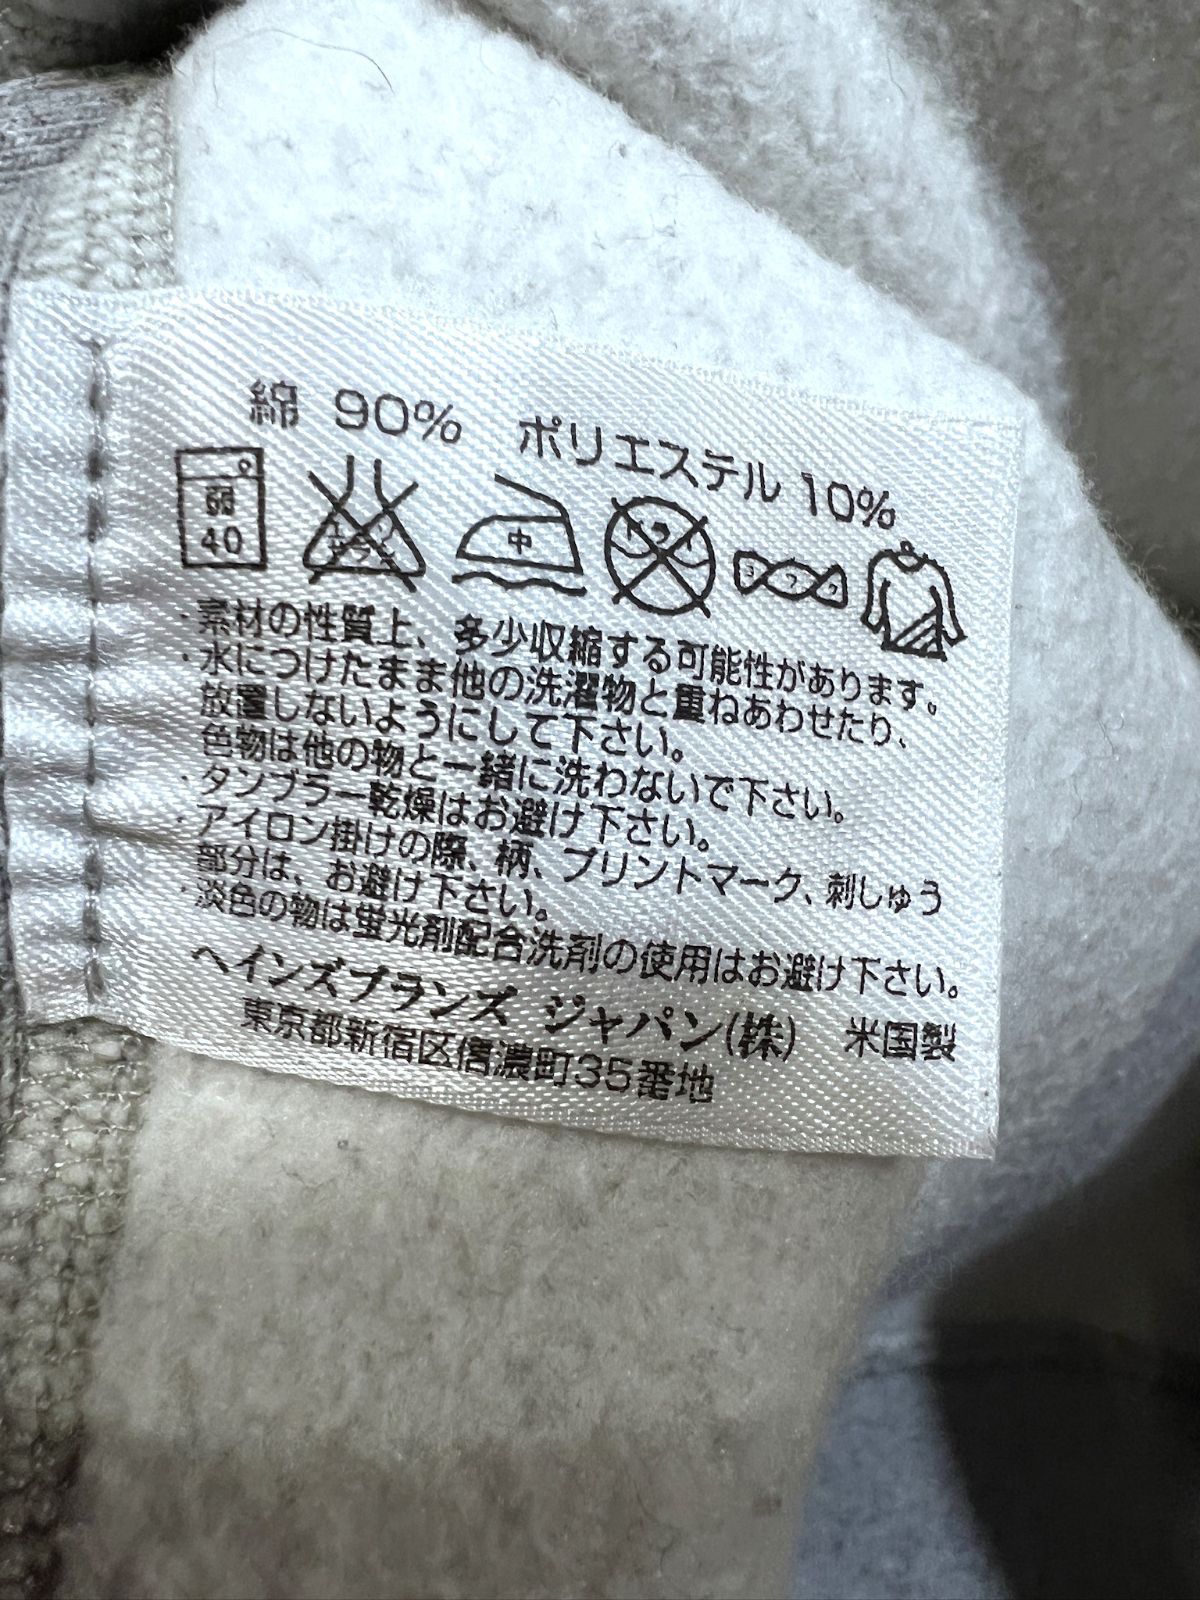 綿 90% ポリエステル 10%
弱
40
中
・素材の性質上、多少収縮する可能性があります。
・水につけたまま他の洗濯物と重ねあわせたり、
放置しないようにして下さい。
色物は他の物と一緒に洗わないで下さい。
・タンブラー乾燥はお避け下さい。
・アイロン掛けの際、柄、プリントマーク、刺しゅう
部分は、お避け下さい。
・淡色の物は蛍光剤配合洗剤の使用はお避け下さい。
ヘインズブランズ ジャパン(株) 米国製
東京都新宿区信濃町35番地